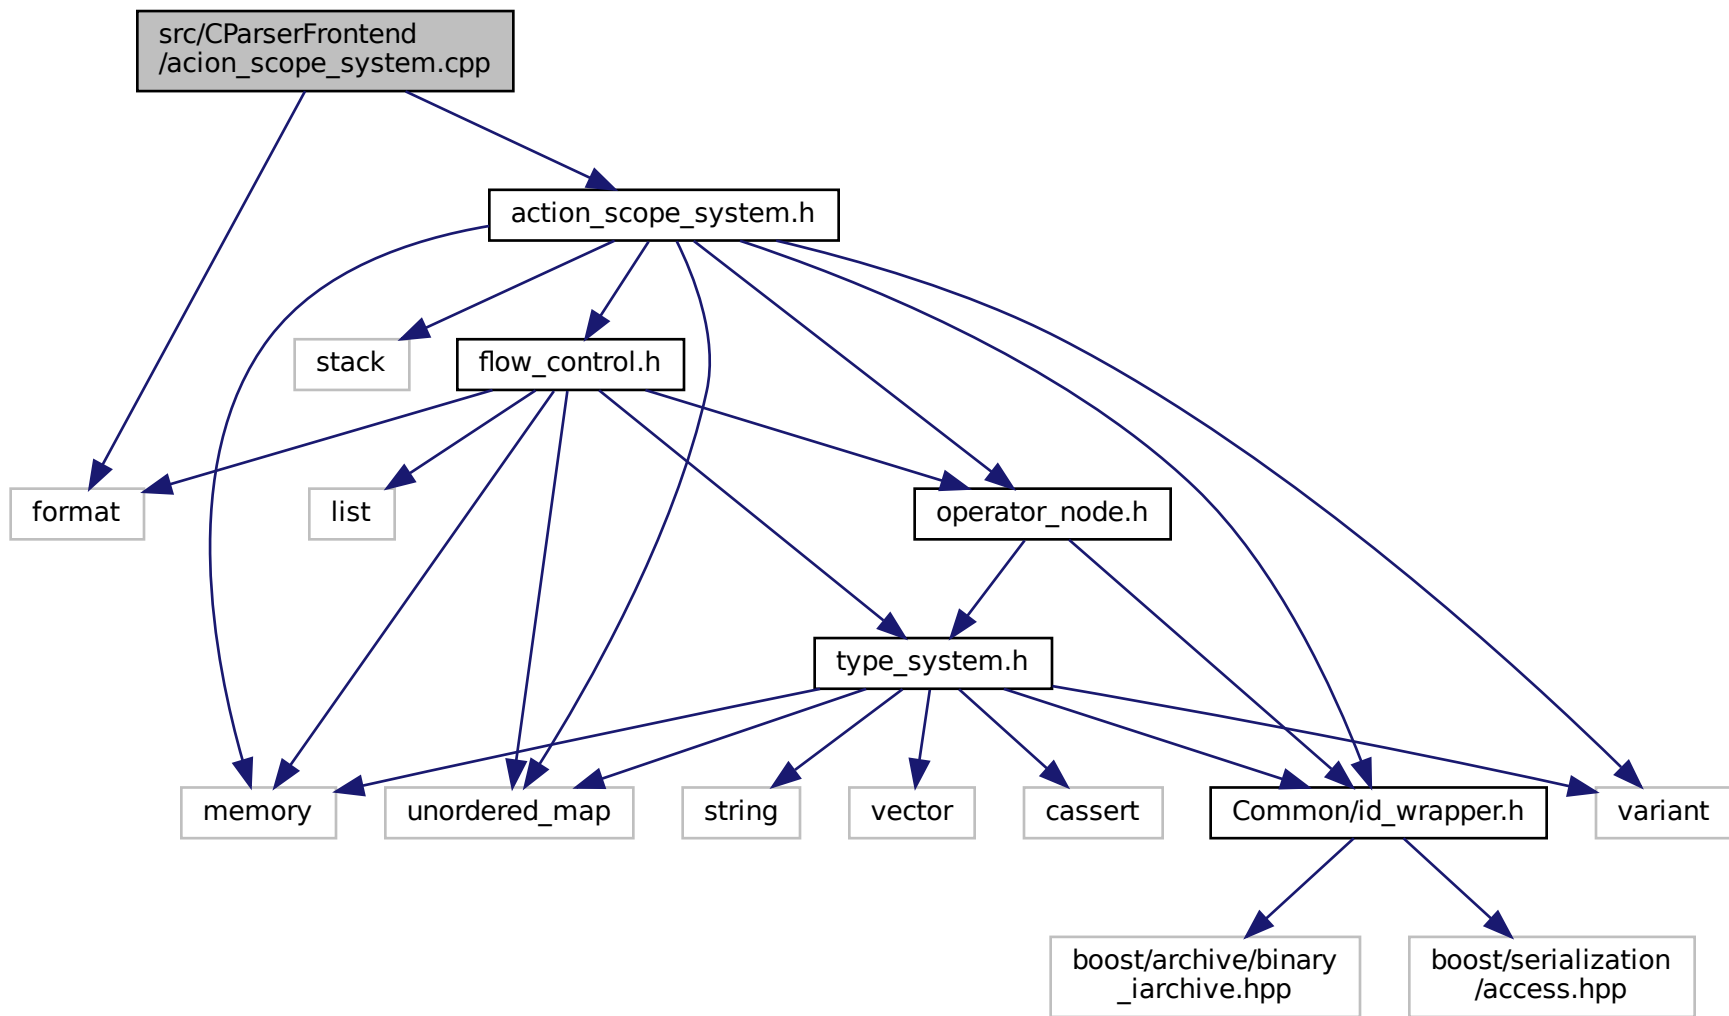 src/CParserFrontend
/acion_scope_system.cpp
action_scope_system.h
stack
flow_control.h
format
list
operator_node.h
type_system.h
memory
unordered_map
string
vector
cassert
Common/id_wrapper.h
variant
boost/archive/binary
_iarchive.hpp
boost/serialization
/access.hpp